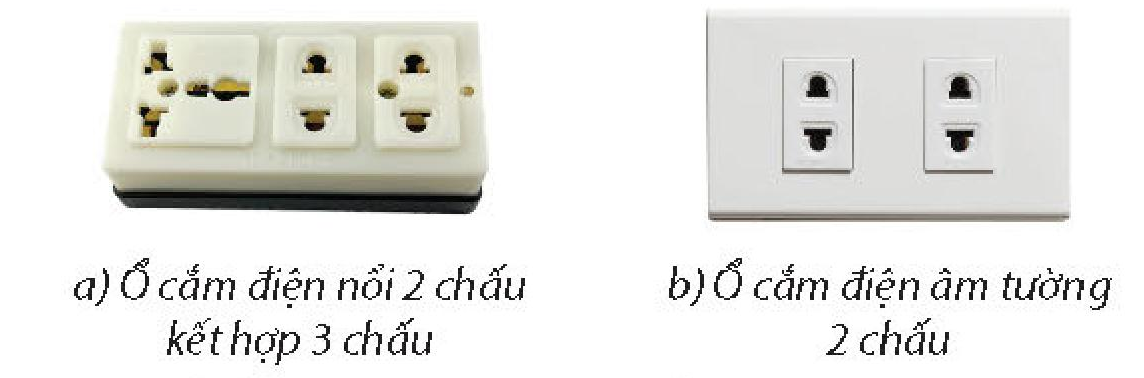 a) Ổ cắm điện nổi 2 chấu
kết hợp 3 chấu
b) Ổ cắm điện âm tường
2 chấu